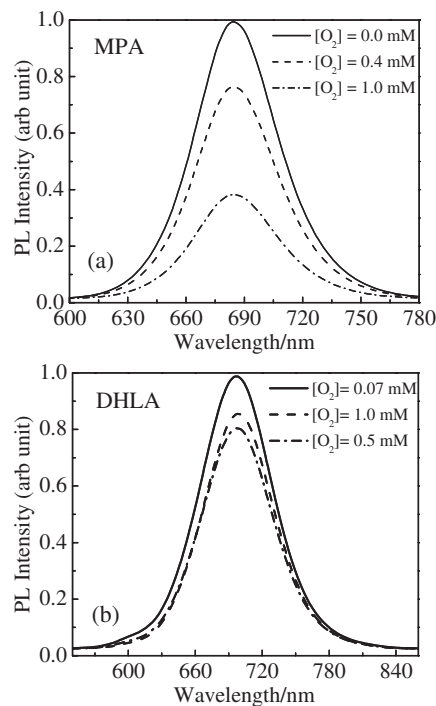 MPA
[O₂] = 0.0 mM
[O₂] = 0.4 mM
[O₂] = 1.0 mM
PL Intensity (arb unit)
1.0
0.8
0.6
0.4
0.2
0.0
(a)
600 630 660 690 720 750 780
Wavelength/nm
DHLA
[O₂]= 0.07 mM
[O₂]= 1.0 mM
[O₂]= 0.5 mM
PL Intensity (arb unit)
1.0
0.8
0.6
0.4
0.2
0.0
(b)
600 660 720 780 840
Wavelength/nm